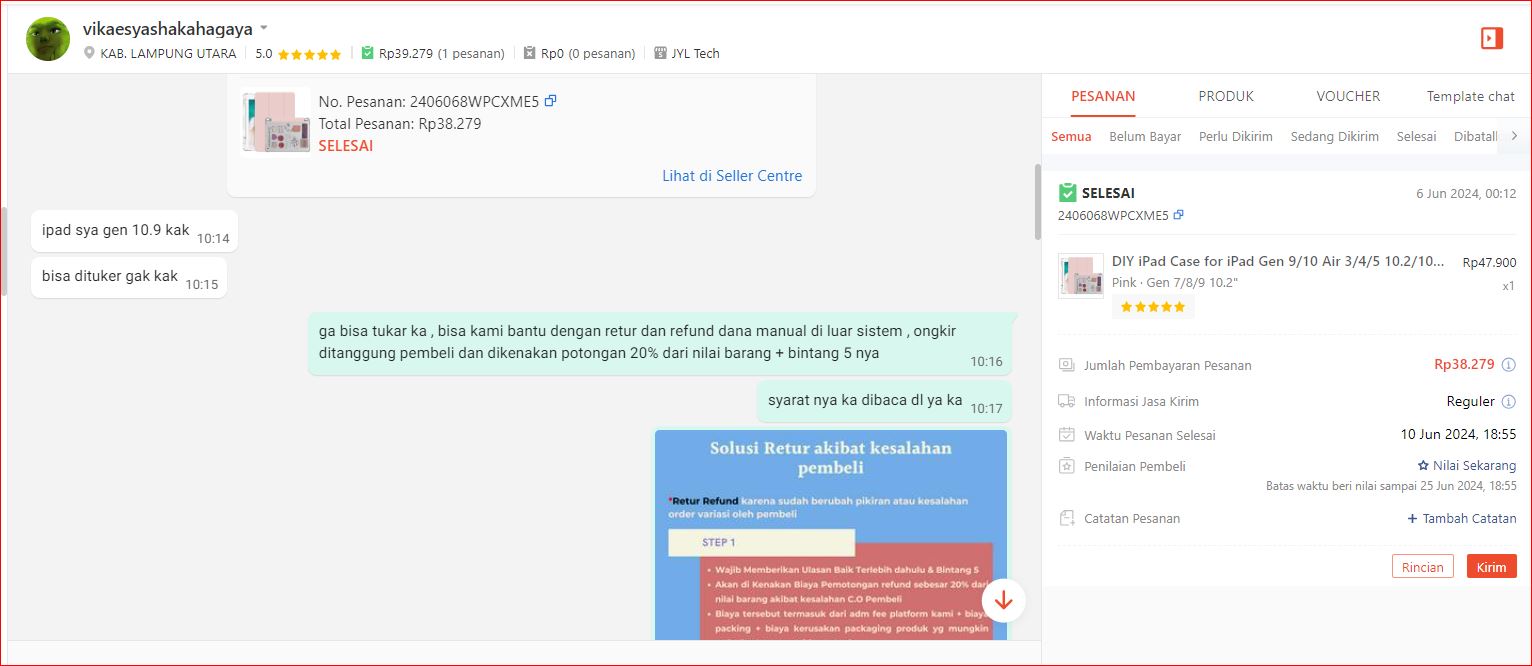 vikaesyashakahagaya
KAB. LAMPUNG UTARA
5.0
Rp39.279 (1 pesanan)
Rp0 (0 pesanan)
JYL Tech
No. Pesanan: 2406068WPCXME5
Total Pesanan: Rp38.279
SELESAI
Lihat di Seller Centre
ipad sya gen 10.9 kak 10:14
bisa dituker gak kak 10:15
ga bisa tukar ka , bisa kami bantu dengan retur dan refund dana manual di luar sistem , ongkir
ditanggung pembeli dan dikenakan potongan 20% dari nilai barang + bintang 5 nya
10:16
syarat nya ka dibaca dl ya ka 10:17
Solusi Retur akibat kesalahan
pembeli
*Retur Refund karena sudah berubah pikiran atau kesalahan
order variasi oleh pembeli
STEP 1
• Wajib Memberikan Ulasan Baik Terlebih dahulu & Bintang 5
• Akan di Kenakan Biaya Pemotongan refund sebesar 20% dari
nilai barang akibat kesalahan C.O Pembeli
• Biaya tersebut termasuk dari adm fee platform kami + biaya
packing + biaya kerusakan packaging produk yg mungkin
PESANAN
PRODUK
VOUCHER
Template chat
Semua
Belum Bayar
Perlu Dikirim
Sedang Dikirim
Selesai
Dibatall
SELESAI
6 Jun 2024, 00:12
2406068WPCXME5
DIY iPad Case for iPad Gen 9/10 Air 3/4/5 10.2/10...
Rp47.900
Pink · Gen 7/8/9 10.2"
x1
Jumlah Pembayaran Pesanan
Rp38.279
Informasi Jasa Kirim
Reguler
Waktu Pesanan Selesai
10 Jun 2024, 18:55
Penilaian Pembeli
Nilai Sekarang
Batas waktu beri nilai sampai 25 Jun 2024, 18:55
Catatan Pesanan
+ Tambah Catatan
Rincian
Kirim